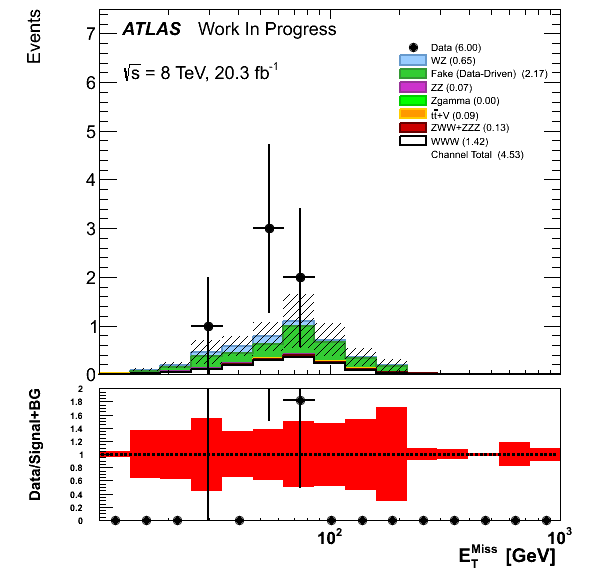 Events
ATLAS Work In Progress
√s = 8 TeV, 20.3 fb⁻¹
Data (6.00)
WZ (0.65)
Fake (Data-Driven) (2.17)
ZZ (0.07)
Zgamma (0.00)
tt̄+V (0.09)
ZWW+ZZZ (0.13)
WWW (1.42)
Channel Total (4.53)
7
6
5
4
3
2
1
0
Data/Signal+BG
2
1.8
1.6
1.4
1.2
1
0.8
0.6
0.4
0.2
0
10²
10³
E_T^Miss [GeV]